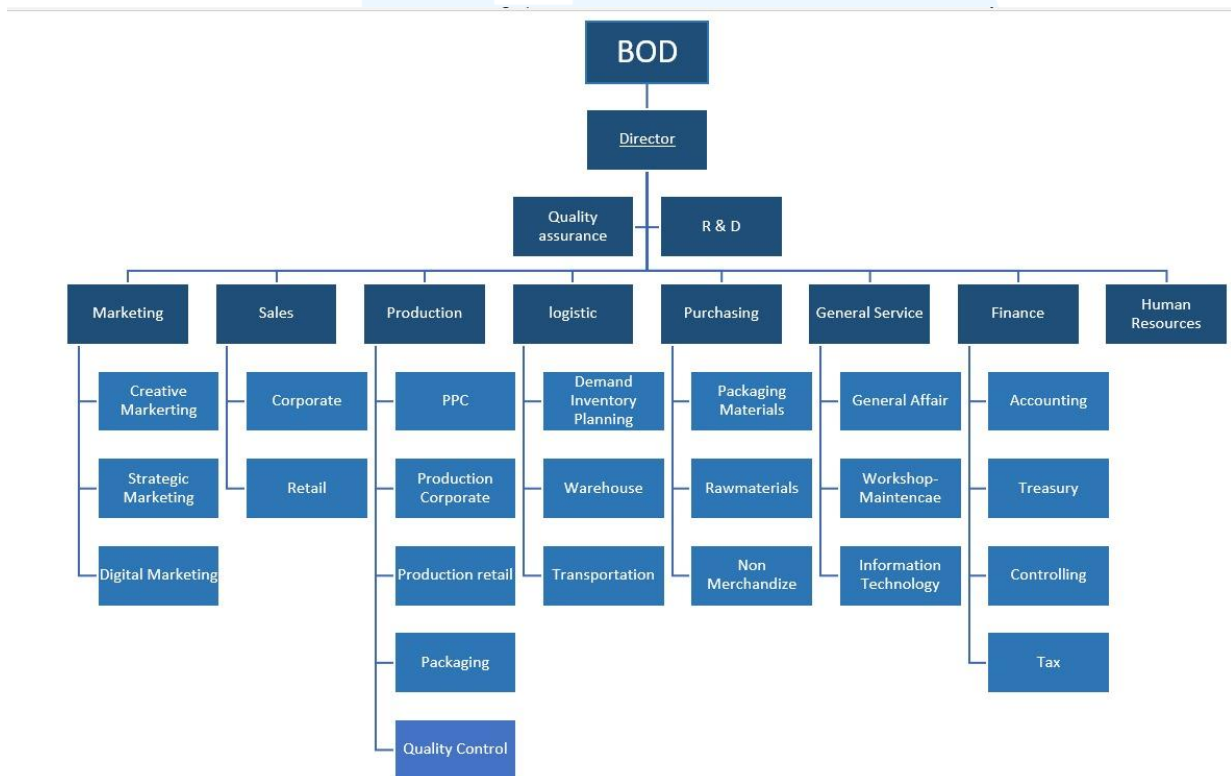 BOD
Director
Quality
assurance
R & D
Marketing
Sales
Production
logistic
Purchasing
General Service
Finance
Human
Resources
Creative
Markerting
Corporate
PPC
Demand
Inventory
Planning
Packaging
Materials
General Affair
Accounting
Strategic
Marketing
Retail
Production
Corporate
Warehouse
Rawmaterials
Workshop-
Maintencae
Treasury
Digital Marketing
Production retail
Transportation
Non
Merchandize
Information
Technology
Controlling
Packaging
Tax
Quality Control